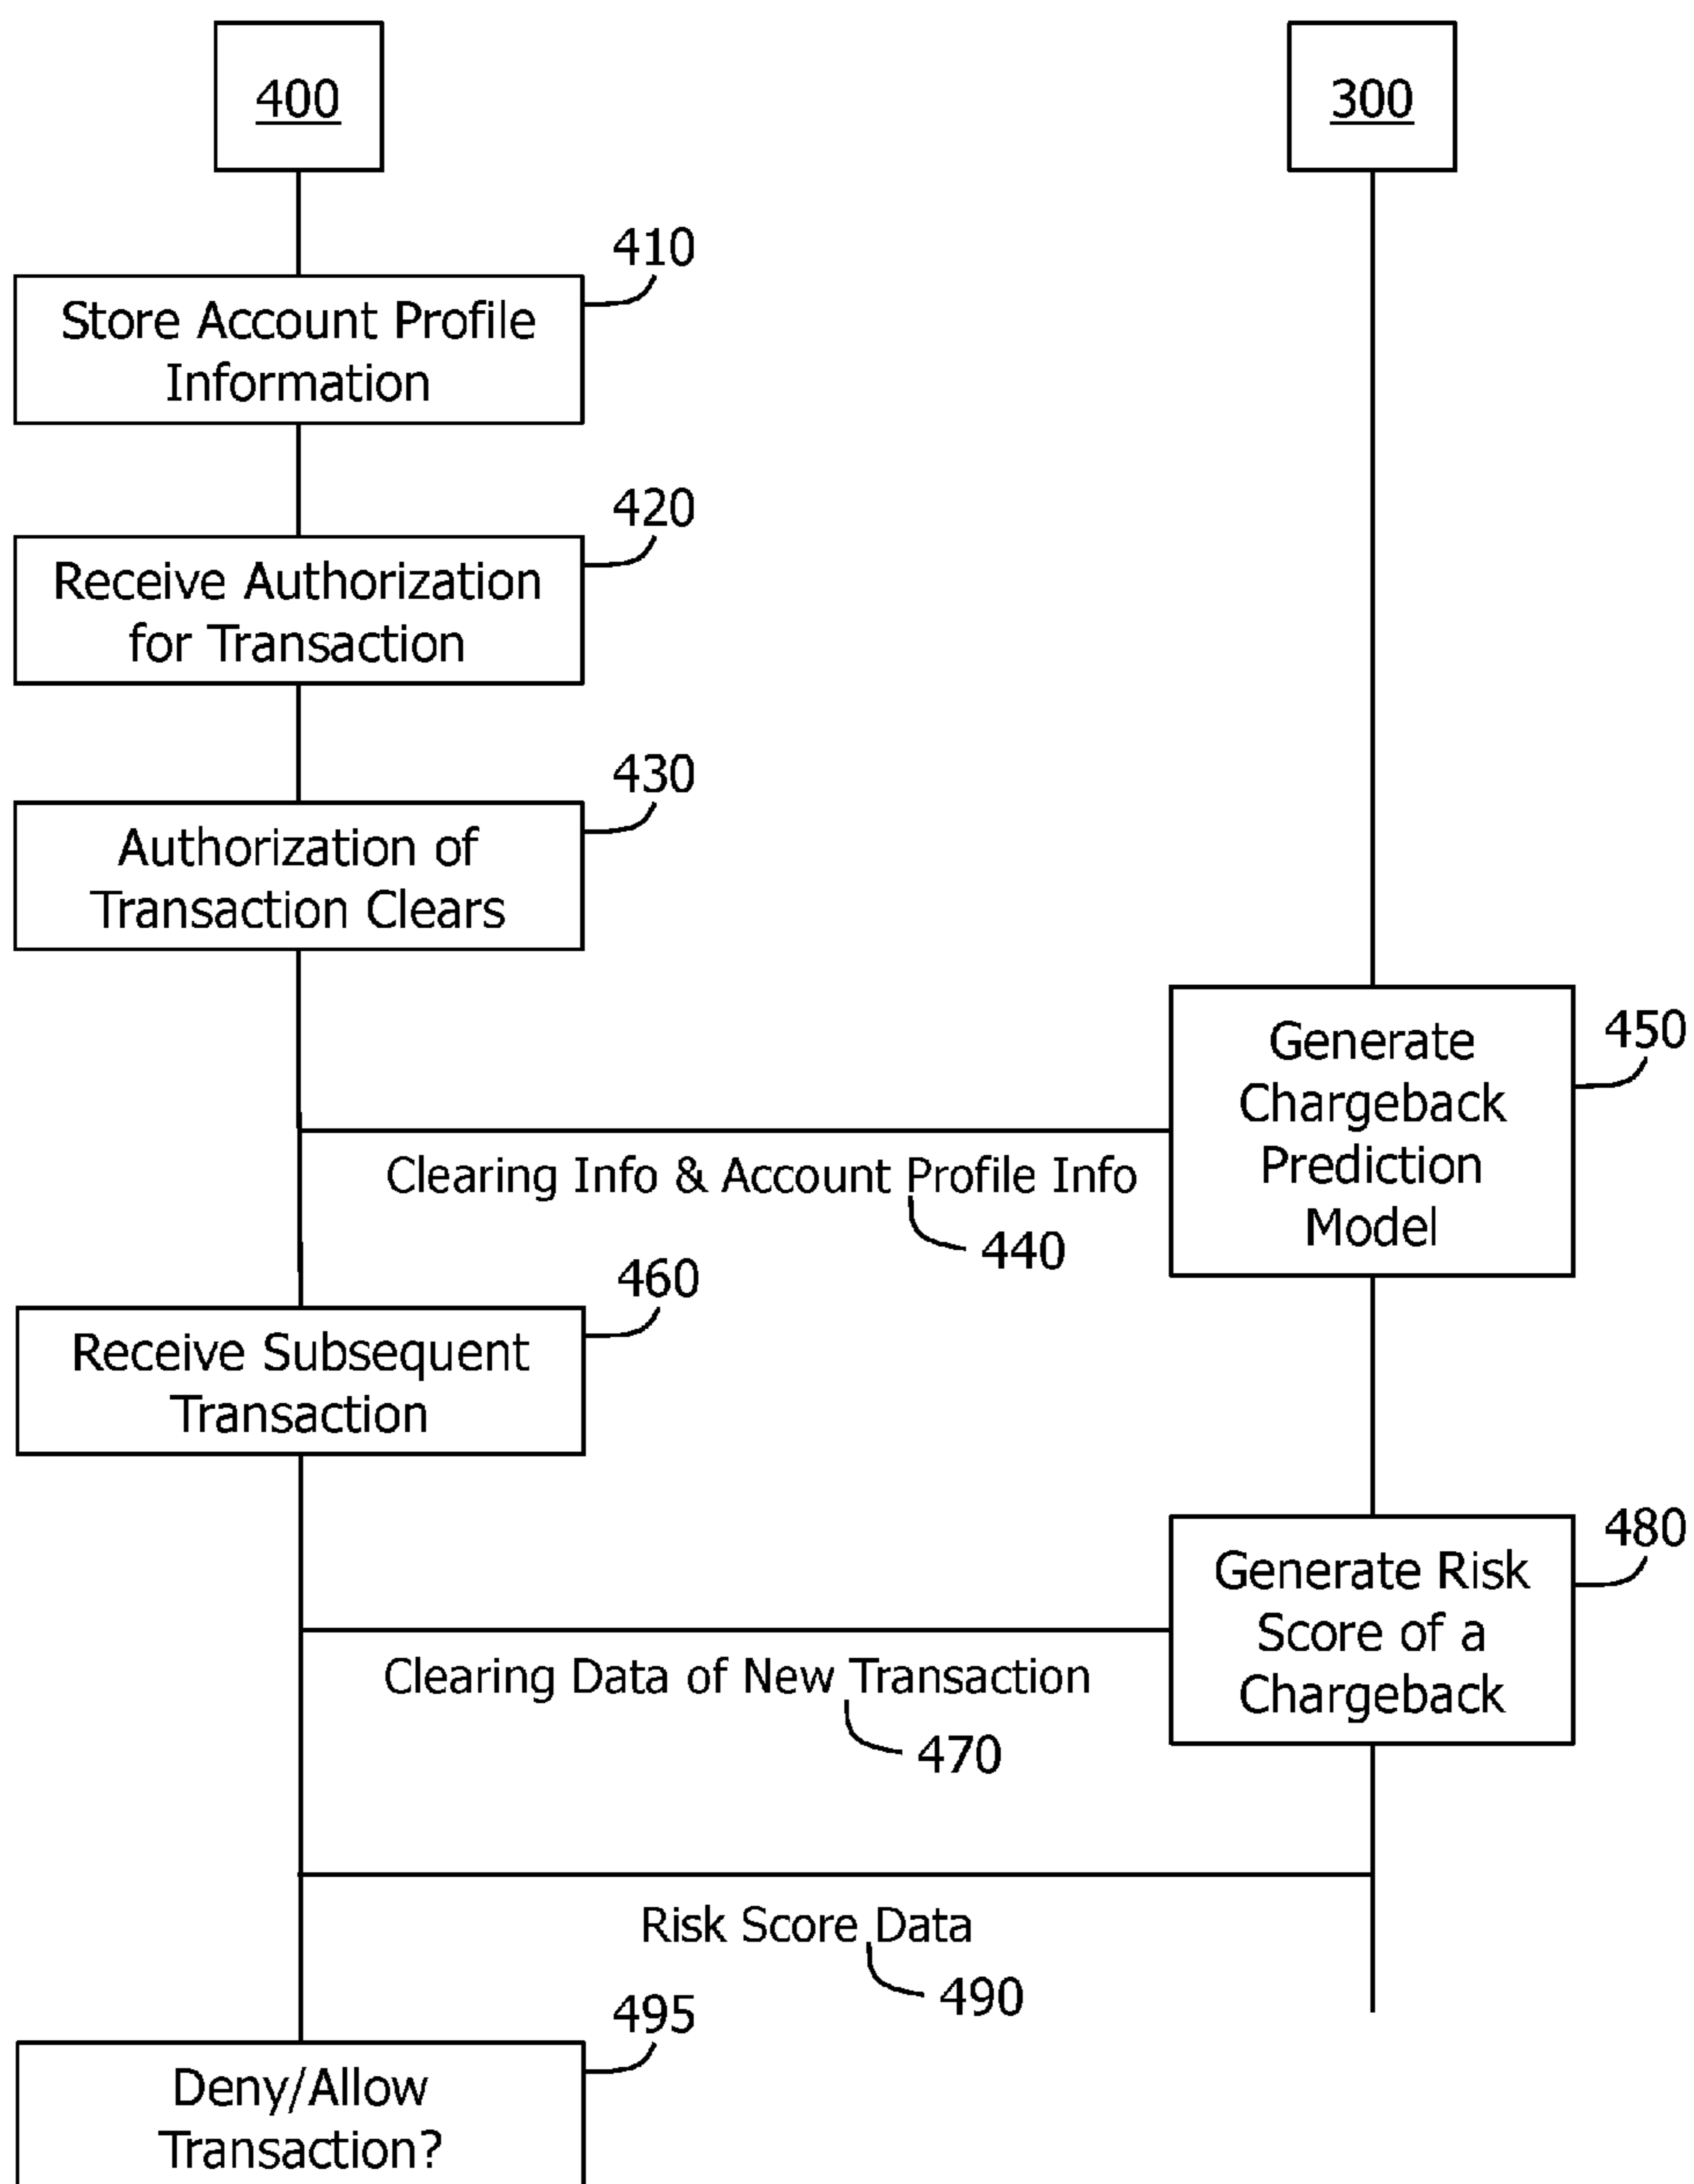 400
300
410
Store Account Profile
Information
420
Receive Authorization
for Transaction
430
Authorization of
Transaction Clears
450
Generate
Chargeback
Prediction
Model
Clearing Info & Account Profile Info
440
460
Receive Subsequent
Transaction
480
Generate Risk
Score of a
Chargeback
Clearing Data of New Transaction
470
Risk Score Data
490
495
Deny/Allow
Transaction?